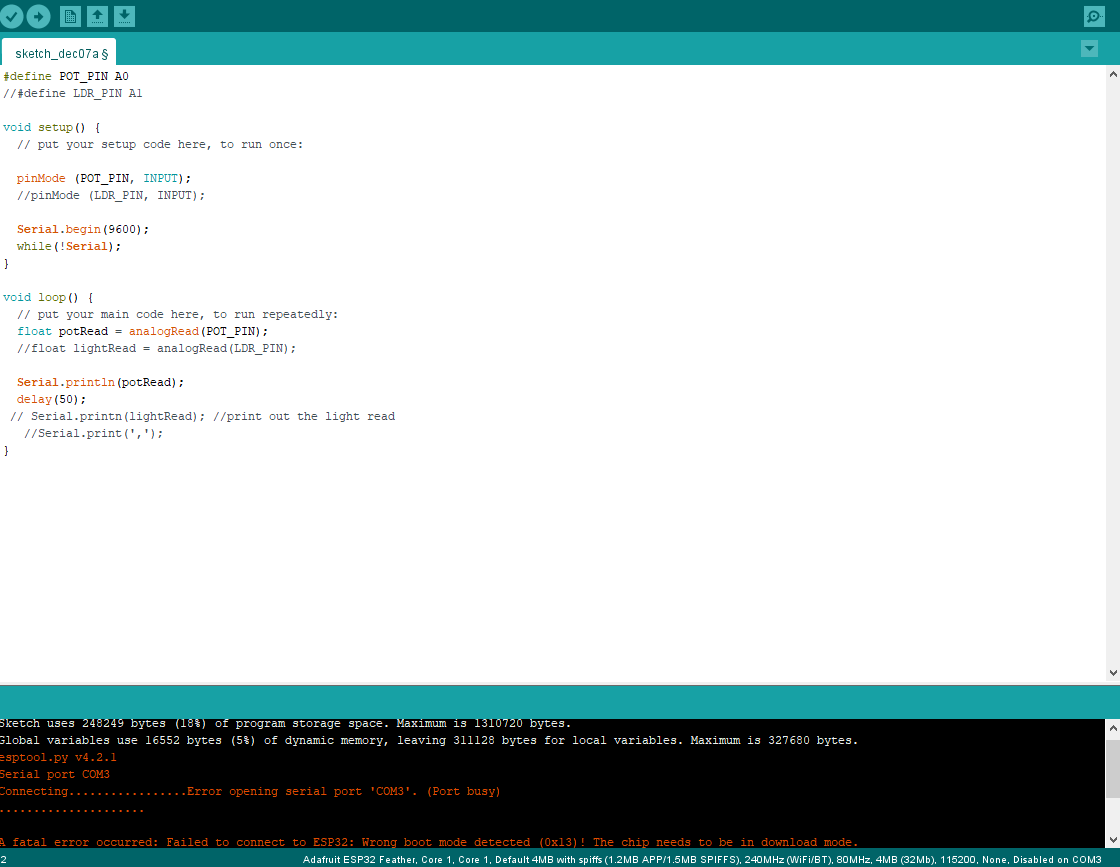 sketch_dec07a §
#define POT_PIN A0
//#define LDR_PIN A1
void setup() {
// put your setup code here, to run once:
pinMode (POT_PIN, INPUT);
//pinMode (LDR_PIN, INPUT);
Serial.begin(9600);
while(!Serial);
}
void loop() {
// put your main code here, to run repeatedly:
float potRead = analogRead(POT_PIN);
//float lightRead = analogRead(LDR_PIN);
Serial.println(potRead);
delay(50);
// Serial.printn(lightRead); //print out the light read
//Serial.print(',');
}
Sketch uses 248249 bytes (18%) of program storage space. Maximum is 1310720 bytes.
Global variables use 16552 bytes (5%) of dynamic memory, leaving 311128 bytes for local variables. Maximum is 327680 bytes.
esptool.py v4.2.1
Serial port COM3
Connecting.................Error opening serial port 'COM3'. (Port busy)
.....................
A fatal error occurred: Failed to connect to ESP32: Wrong boot mode detected (0x13)! The chip needs to be in download mode.
2 Adafruit ESP32 Feather, Core 1, Core 1, Default 4MB with spiffs (1.2MB APP/1.5MB SPIFFS), 240MHz (WiFi/BT), 80MHz, 4MB (32Mb), 115200, None, Disabled on COM3